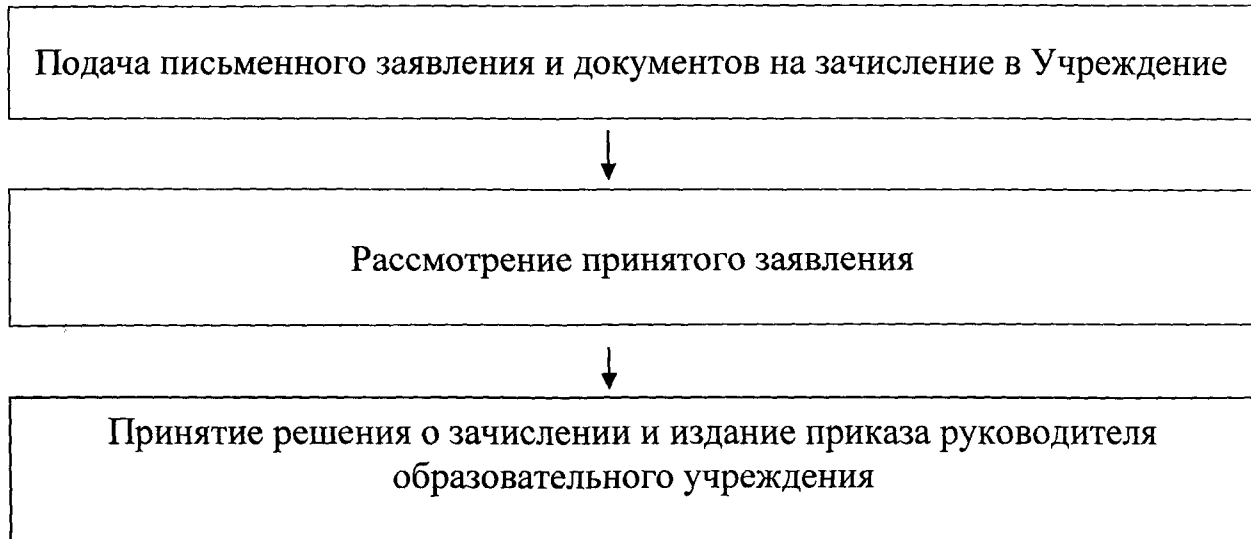 Подача письменного заявления и документов на зачисление в Учреждение
Рассмотрение принятого заявления
Принятие решения о зачислении и издание приказа руководителя
образовательного учреждения